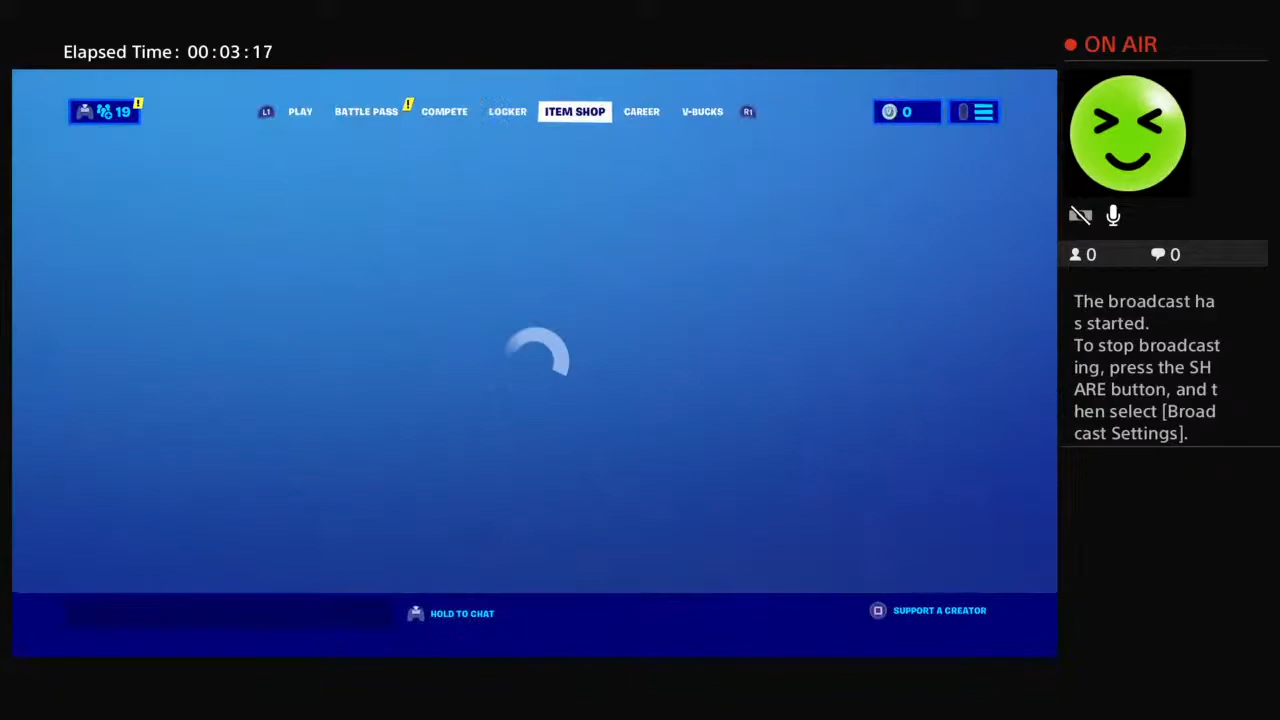 Elapsed Time: 00:03:17
ON AIR
! 19
L1 PLAY BATTLE PASS ! COMPETE LOCKER ITEM SHOP CAREER V-BUCKS R1
0
0 0
The broadcast ha
s started.
To stop broadcast
ing, press the SH
ARE button, and t
hen select [Broad
cast Settings].
HOLD TO CHAT
SUPPORT A CREATOR